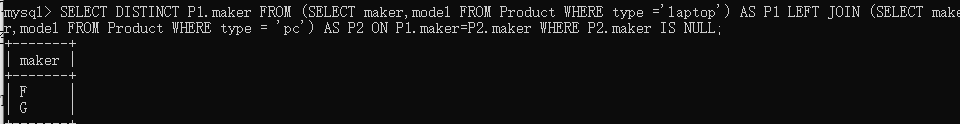 mysql> SELECT DISTINCT P1.maker FROM (SELECT maker,model FROM Product WHERE type ='laptop') AS P1 LEFT JOIN (SELECT make
r,model FROM Product WHERE type = 'pc') AS P2 ON P1.maker=P2.maker WHERE P2.maker IS NULL;
+-------+
| maker |
+-------+
| F     |
| G     |
+-------+